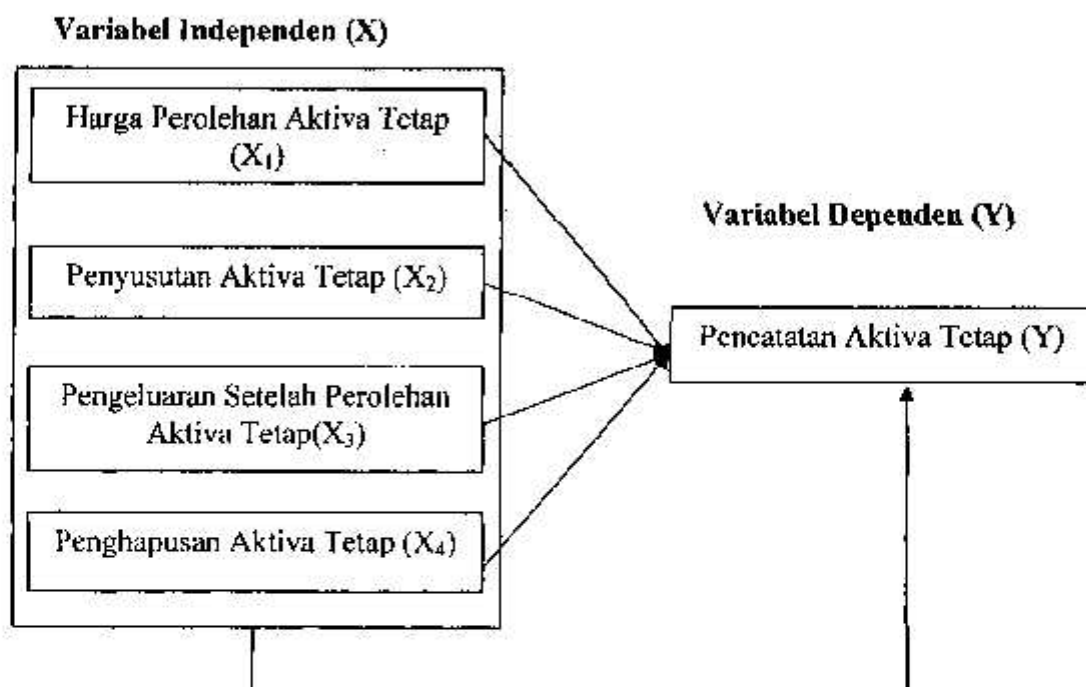 Variabel Independen (X)
Harga Perolehan Aktiva Tetap
(X₁)
Penyusutan Aktiva Tetap (X₂)
Pengeluaran Setelah Perolehan
Aktiva Tetap(X₃)
Penghapusan Aktiva Tetap (X₄)
Variabel Dependen (Y)
Pencatatan Aktiva Tetap (Y)